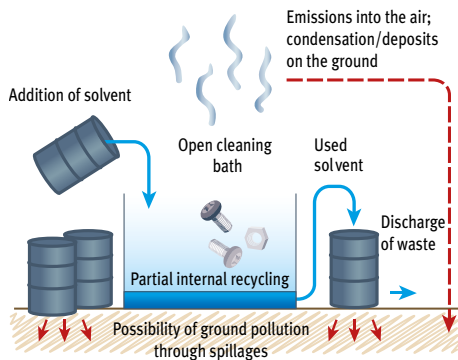 Emissions into the air;
condensation/deposits
on the ground
Addition of solvent
Open cleaning
bath
Used
solvent
Discharge
of waste
Partial internal recycling
Possibility of ground pollution
through spillages